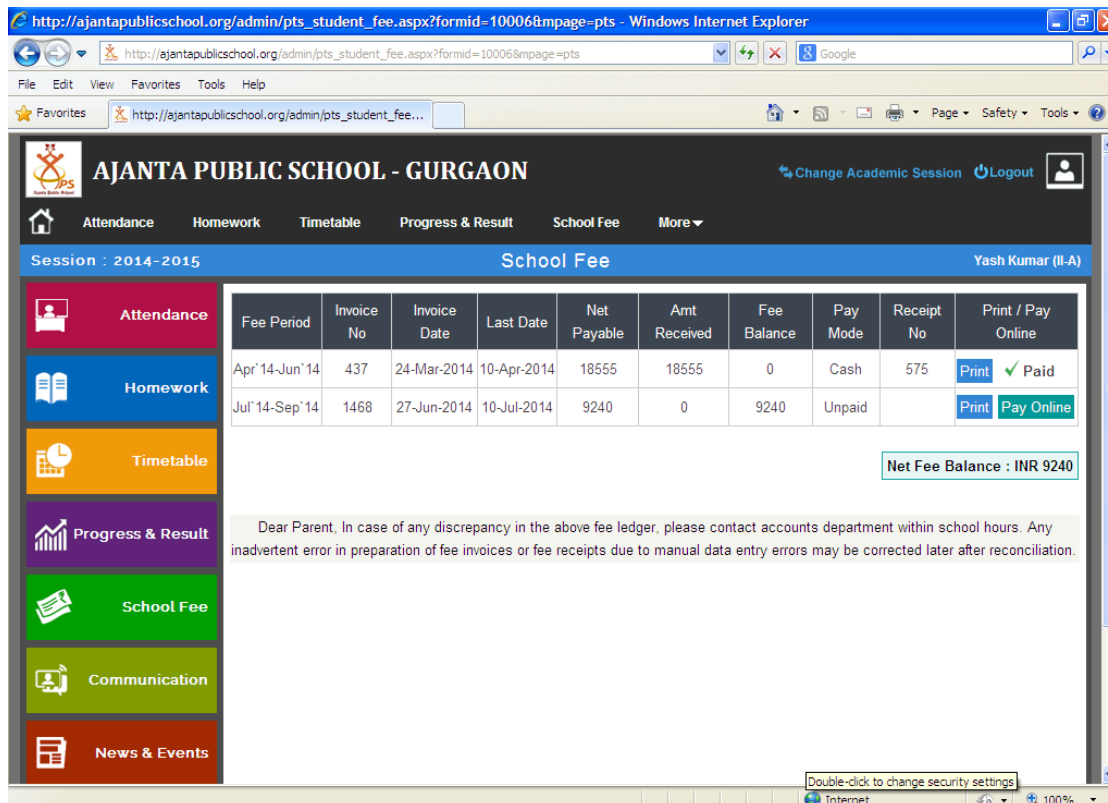 http://ajantapublicschool.org/admin/pts_student_fee.aspx?formid=10006&mpage=pts - Windows Internet Explorer
http://ajantapublicschool.org/admin/pts_student_fee.aspx?formid=10006&mpage=pts Google
File Edit View Favorites Tools Help
Favorites http://ajantapublicschool.org/admin/pts_student_fee... Page Safety Tools
APS AJANTA PUBLIC SCHOOL - GURGAON Change Academic Session Logout
Attendance Homework Timetable Progress & Result School Fee More
Session : 2014-2015 School Fee Yash Kumar (II-A)
Attendance
Homework
Timetable
Progress & Result
School Fee
Communication
News & Events
Fee Period Invoice No Invoice Date Last Date Net Payable Amt Received Fee Balance Pay Mode Receipt No Print / Pay Online
Apr`14-Jun`14 437 24-Mar-2014 10-Apr-2014 18555 18555 0 Cash 575 Print Paid
Jul`14-Sep`14 1468 27-Jun-2014 10-Jul-2014 9240 0 9240 Unpaid Print Pay Online
Net Fee Balance : INR 9240
Dear Parent, In case of any discrepancy in the above fee ledger, please contact accounts department within school hours. Any
inadvertent error in preparation of fee invoices or fee receipts due to manual data entry errors may be corrected later after reconciliation.
Double-click to change security settings
Internet 100%